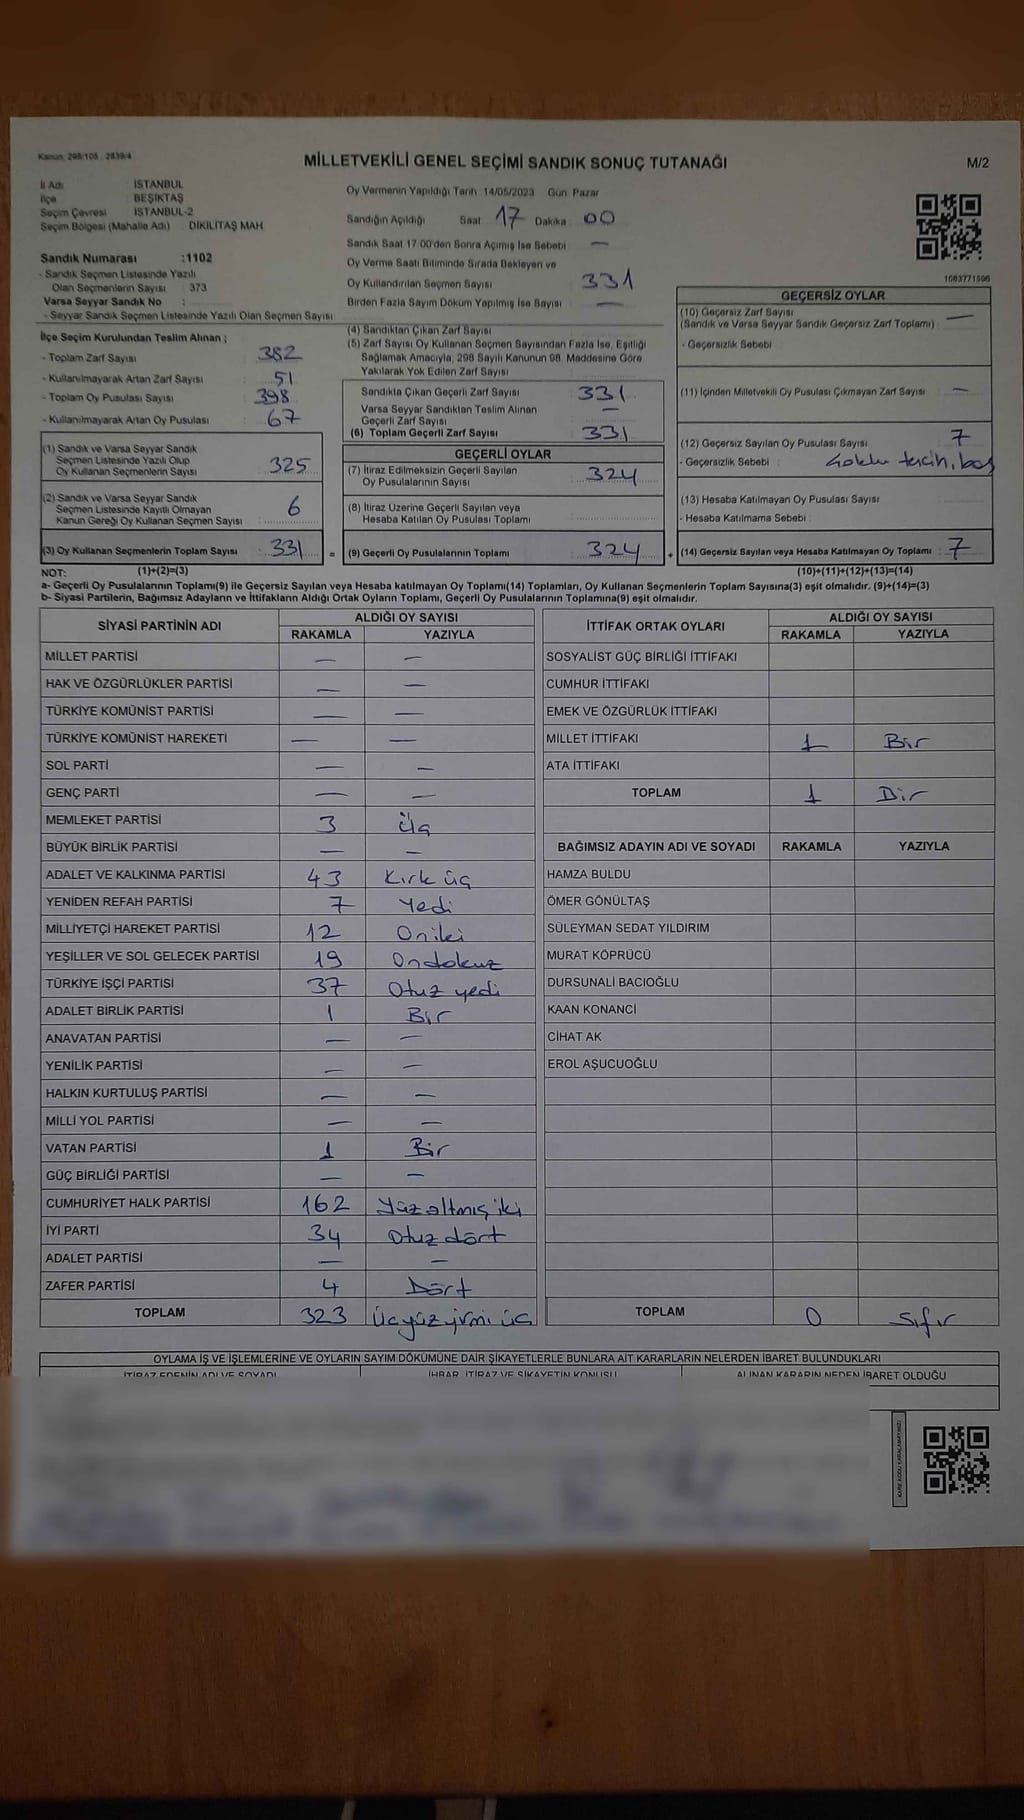 Kanun: 298/105 , 2839/4
MİLLETVEKİLİ GENEL SEÇİMİ SANDIK SONUÇ TUTANAĞI
M/2
İl Adı : İSTANBUL
İlçe : BEŞİKTAŞ
Seçim Çevresi : İSTANBUL-2
Seçim Bölgesi (Mahalle Adı) : DİKİLİTAŞ MAH
Sandık Numarası :1102
- Sandık Seçmen Listesinde Yazılı
Olan Seçmenlerin Sayısı : 373
Varsa Seyyar Sandık No :
- Seyyar Sandık Seçmen Listesinde Yazılı Olan Seçmen Sayısı :
Oy Vermenin Yapıldığı Tarih 14/05/2023 Gün: Pazar
Sandığın Açıldığı Saat 17 Dakika 00
Sandık Saat 17:00'den Sonra Açılmış İse Sebebi : —
Oy Verme Saati Bitiminde Sırada Bekleyen ve
Oy Kullandırılan Seçmen Sayısı : 331
Birden Fazla Sayım Döküm Yapılmış İse Sayısı : —
1083771596
İlçe Seçim Kurulundan Teslim Alınan ;
- Toplam Zarf Sayısı : 382
- Kullanılmayarak Artan Zarf Sayısı : 51
- Toplam Oy Pusulası Sayısı : 398
- Kullanılmayarak Artan Oy Pusulası : 67
(1) Sandık ve Varsa Seyyar Sandık
Seçmen Listesinde Yazılı Olup
Oy Kullanan Seçmenlerin Sayısı : 325
(2) Sandık ve Varsa Seyyar Sandık
Seçmen Listesinde Kayıtlı Olmayan
Kanun Gereği Oy Kullanan Seçmen Sayısı : 6
(3) Oy Kullanan Seçmenlerin Toplam Sayısı : 331 =
(4) Sandıktan Çıkan Zarf Sayısı :
(5) Zarf Sayısı Oy Kullanan Seçmen Sayısından Fazla İse, Eşitliği
Sağlamak Amacıyla, 298 Sayılı Kanunun 98. Maddesine Göre
Yakılarak Yok Edilen Zarf Sayısı :
Sandıkta Çıkan Geçerli Zarf Sayısı : 331
Varsa Seyyar Sandıktan Teslim Alınan
Geçerli Zarf Sayısı : —
(6) Toplam Geçerli Zarf Sayısı : 331
GEÇERLİ OYLAR
(7) İtiraz Edilmeksizin Geçerli Sayılan
Oy Pusulalarının Sayısı : 324
(8) İtiraz Üzerine Geçerli Sayılan veya
Hesaba Katılan Oy Pusulası Toplamı :
(9) Geçerli Oy Pusulalarının Toplamı : 324 +
GEÇERSİZ OYLAR
(10) Geçersiz Zarf Sayısı
(Sandık ve Varsa Seyyar Sandık Geçersiz Zarf Toplamı) : —
- Geçersizlik Sebebi :
(11) İçinden Milletvekili Oy Pusulası Çıkmayan Zarf Sayısı : —
(12) Geçersiz Sayılan Oy Pusulası Sayısı : 7
- Geçersizlik Sebebi : tercih, boş
(13) Hesaba Katılmayan Oy Pusulası Sayısı :
- Hesaba Katılmama Sebebi :
(14) Geçersiz Sayılan veya Hesaba Katılmayan Oy Toplamı : 7
NOT: (1)+(2)=(3) (10)+(11)+(12)+(13)=(14)
a- Geçerli Oy Pusulalarının Toplamı(9) ile Geçersiz Sayılan veya Hesaba katılmayan Oy Toplamı(14) Toplamları, Oy Kullanan Seçmenlerin Toplam Sayısına(3) eşit olmalıdır. (9)+(14)=(3)
b- Siyasi Partilerin, Bağımsız Adayların ve İttifakların Aldığı Ortak Oyların Toplamı, Geçerli Oy Pusulalarının Toplamına(9) eşit olmalıdır.
SİYASİ PARTİNİN ADI ALDIĞI OY SAYISI
RAKAMLA YAZIYLA
MİLLET PARTİSİ — —
HAK VE ÖZGÜRLÜKLER PARTİSİ — —
TÜRKİYE KOMÜNİST PARTİSİ — —
TÜRKİYE KOMÜNİST HAREKETİ — —
SOL PARTİ — —
GENÇ PARTİ — —
MEMLEKET PARTİSİ 3 Üç
BÜYÜK BİRLİK PARTİSİ — —
ADALET VE KALKINMA PARTİSİ 43 Kırk üç
YENİDEN REFAH PARTİSİ 7 Yedi
MİLLİYETÇİ HAREKET PARTİSİ 12 Oniki
YEŞİLLER VE SOL GELECEK PARTİSİ 19 Ondokuz
TÜRKİYE İŞÇİ PARTİSİ 37 Otuz yedi
ADALET BİRLİK PARTİSİ 1 Bir
ANAVATAN PARTİSİ — —
YENİLİK PARTİSİ — —
HALKIN KURTULUŞ PARTİSİ — —
MİLLİ YOL PARTİSİ — —
VATAN PARTİSİ 1 Bir
GÜÇ BİRLİĞİ PARTİSİ — —
CUMHURİYET HALK PARTİSİ 162 Yüz altmış iki
İYİ PARTİ 34 Otuz dört
ADALET PARTİSİ — —
ZAFER PARTİSİ 4 Dört
TOPLAM 323 Üçyüz yirmi üç
İTTİFAK ORTAK OYLARI ALDIĞI OY SAYISI
RAKAMLA YAZIYLA
SOSYALİST GÜÇ BİRLİĞİ İTTİFAKI
CUMHUR İTTİFAKI
EMEK VE ÖZGÜRLÜK İTTİFAKI
MİLLET İTTİFAKI 1 Bir
ATA İTTİFAKI
TOPLAM 1 Bir
BAĞIMSIZ ADAYIN ADI VE SOYADI RAKAMLA YAZIYLA
HAMZA BULDU
ÖMER GÖNÜLTAŞ
SÜLEYMAN SEDAT YILDIRIM
MURAT KÖPRÜCÜ
DURSUNALİ BACIOĞLU
KAAN KONANCİ
CİHAT AK
EROL AŞUCUOĞLU
TOPLAM 0 Sıfır
OYLAMA İŞ VE İŞLEMLERİNE VE OYLARIN SAYIM DÖKÜMÜNE DAİR ŞİKAYETLERLE BUNLARA AİT KARARLARIN NELERDEN İBARET BULUNDUKLARI
İTİRAZ EDENİN ADI VE SOYADI İHBAR, İTİRAZ VE ŞİKAYETİN KONUSU ALINAN KARARIN NEDEN İBARET OLDUĞU
KARE KODU KARALAMAYINIZ!